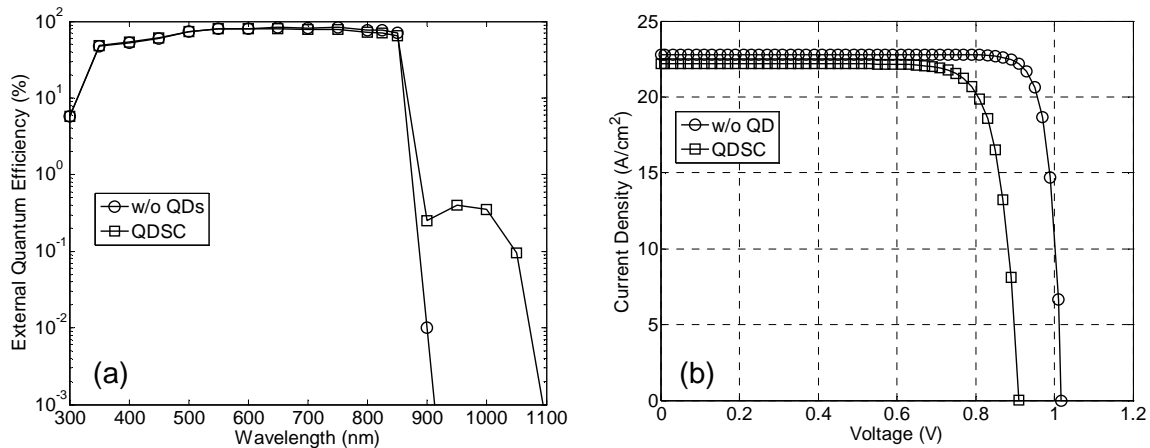 External Quantum Efficiency (%)
10^2
10^1
10^0
10^-1
10^-2
10^-3
w/o QDs
QDSC
(a)
300 400 500 600 700 800 900 1000 1100
Wavelength (nm)
Current Density (A/cm^2)
25
20
15
10
5
0
w/o QD
QDSC
(b)
0 0.2 0.4 0.6 0.8 1 1.2
Voltage (V)